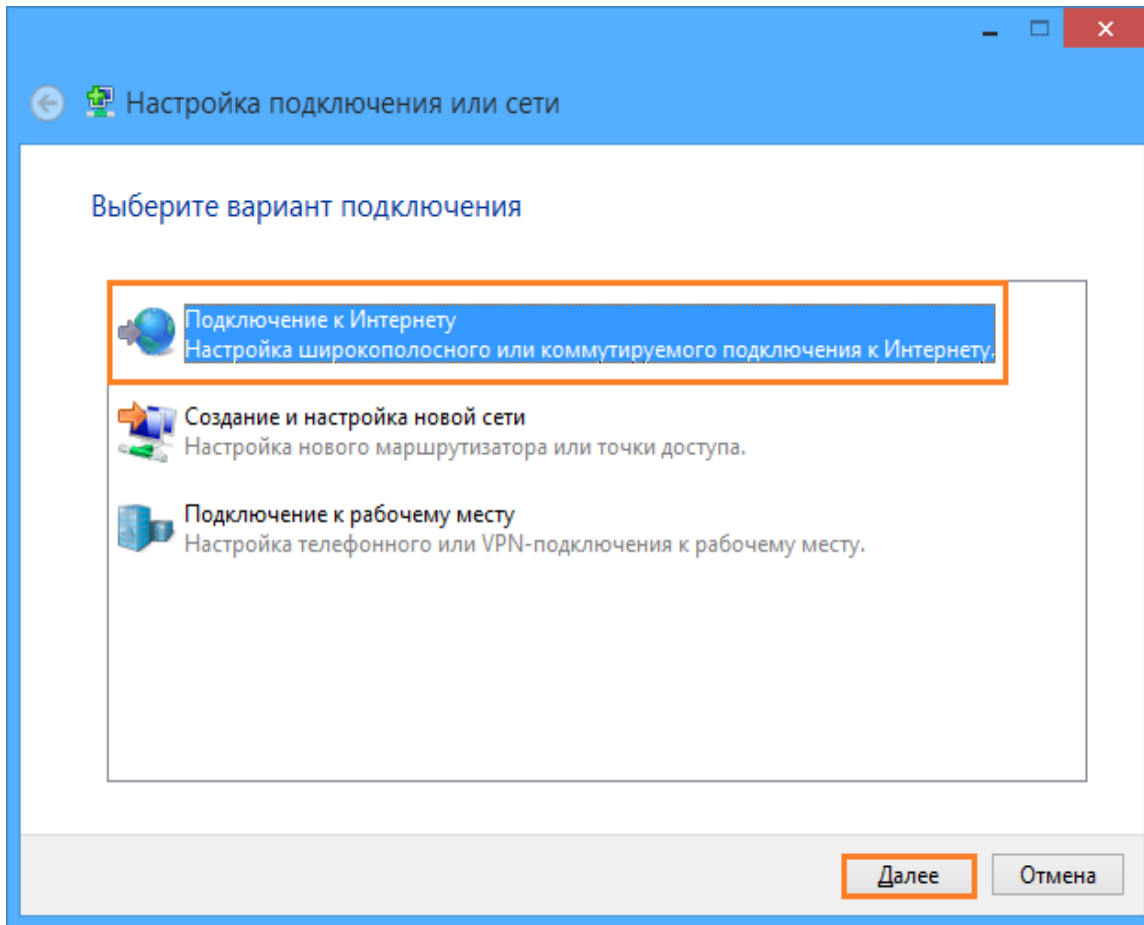 Настройка подключения или сети
Выберите вариант подключения
Подключение к Интернету
Настройка широкополосного или коммутируемого подключения к Интернету.
Создание и настройка новой сети
Настройка нового маршрутизатора или точки доступа.
Подключение к рабочему месту
Настройка телефонного или VPN-подключения к рабочему месту.
Далее
Отмена